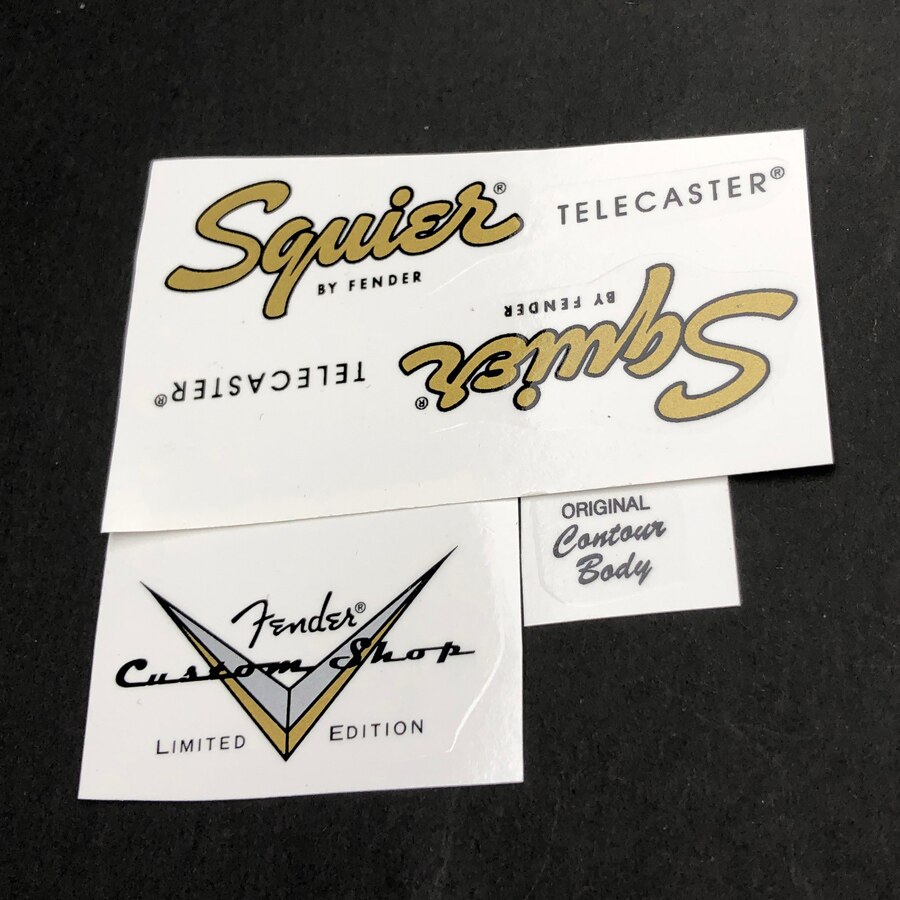 Squier®
BY FENDER
TELECASTER®
Squier®
BY FENDER
TELECASTER®
ORIGINAL
Contour
Body
Fender®
Custom Shop
LIMITED EDITION